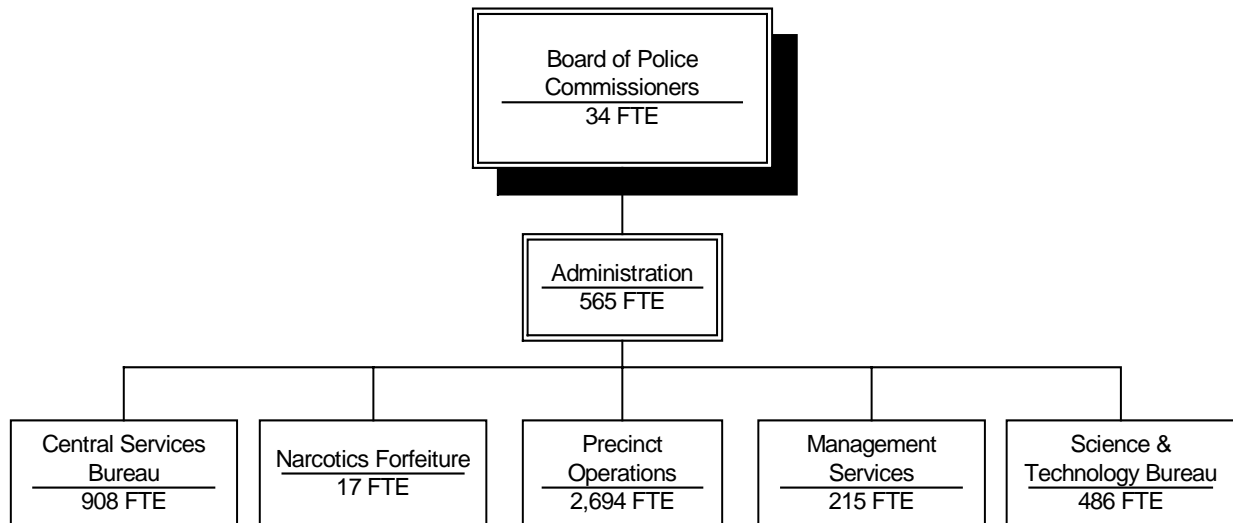 Board of Police
Commissioners
34 FTE
Administration
565 FTE
Central Services
Bureau
908 FTE
Narcotics Forfeiture
17 FTE
Precinct
Operations
2,694 FTE
Management
Services
215 FTE
Science &
Technology Bureau
486 FTE